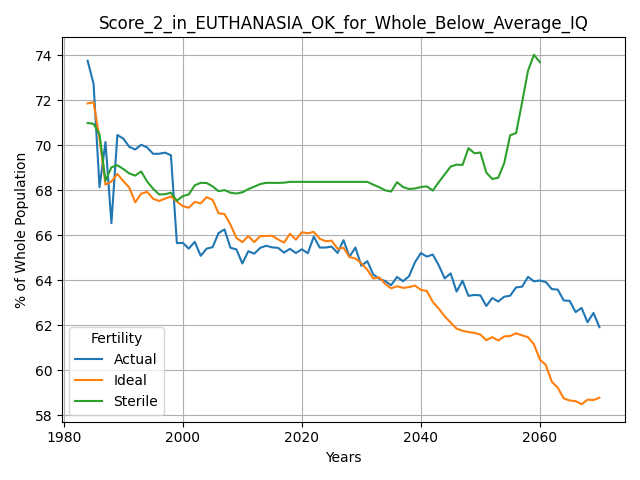 Score_2_in_EUTHANASIA_OK_for_Whole_Below_Average_IQ
% of Whole Population
74
72
70
68
66
64
62
60
58
Fertility
Actual
Ideal
Sterile
1980
2000
2020
2040
2060
Years